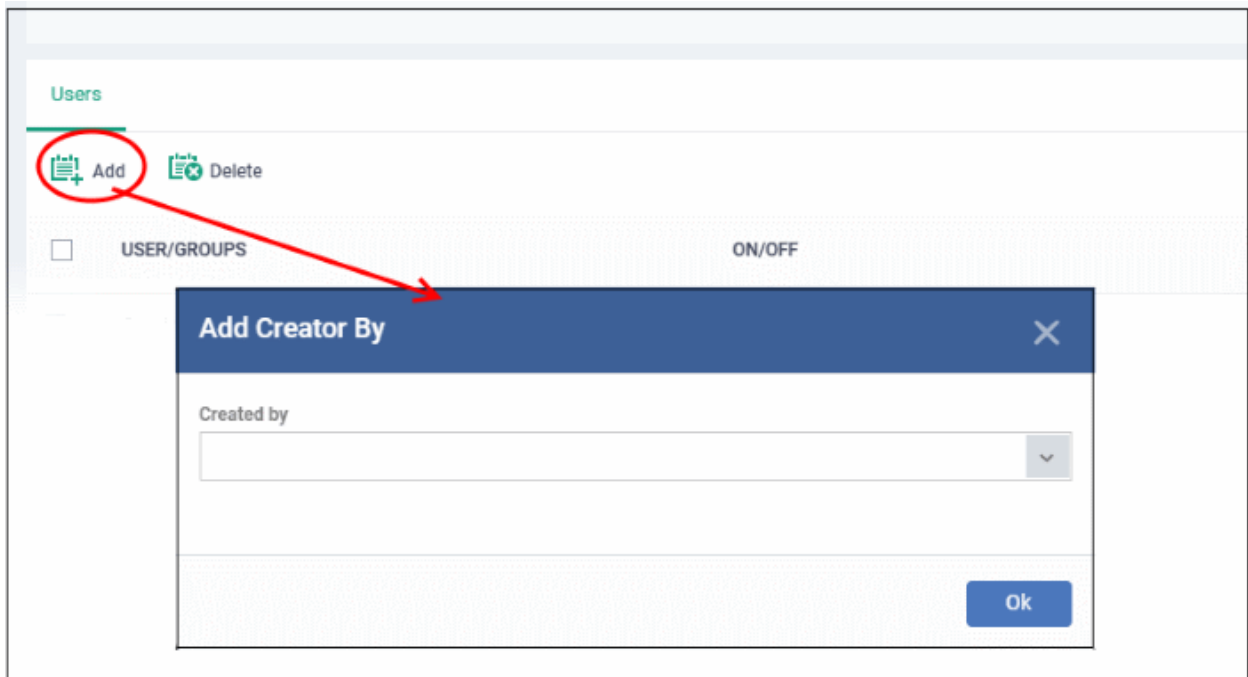 Users
Add Delete
USER/GROUPS ON/OFF
Add Creator By
Created by
Ok